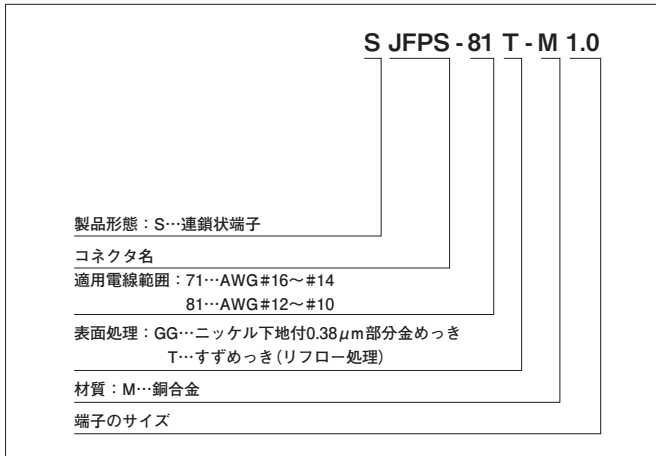 S JFPS - 81 T - M 1.0
製品形態：S…連鎖状端子
コネクタ名
適用電線範囲：71…AWG#16〜#14
81…AWG#12〜#10
表面処理：GG…ニッケル下地付0.38μm部分金めっき
T…すずめっき(リフロー処理)
材質：M…銅合金
端子のサイズ